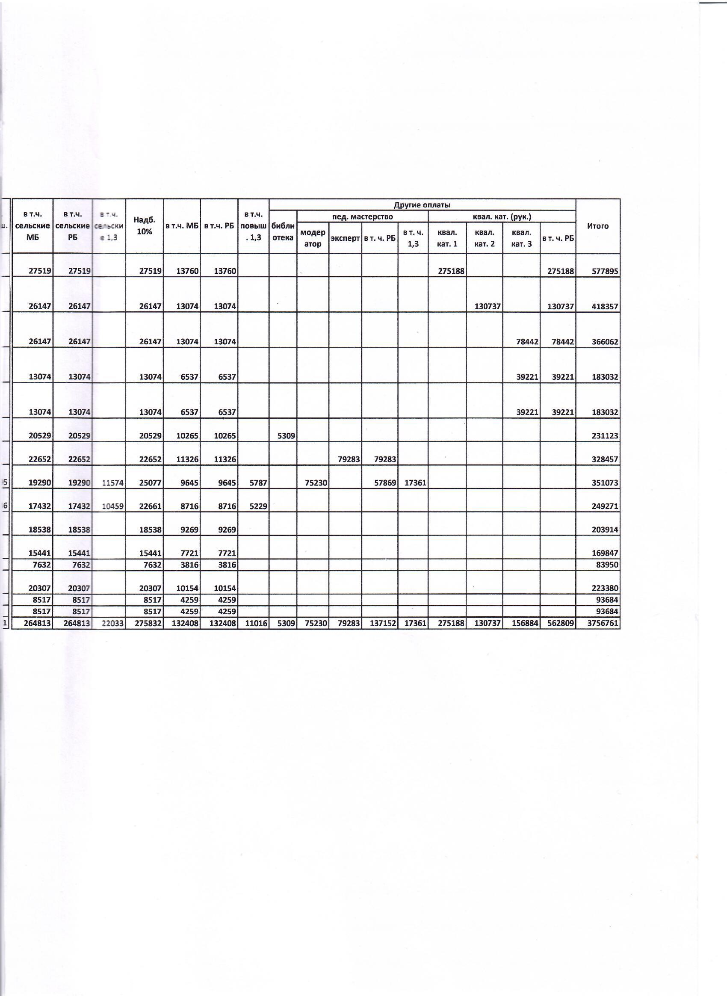 Другие оплаты
ш. в т.ч. сельские МБ в т.ч. сельские РБ в т.ч. сельски е 1,3 Надб. 10% в т.ч. МБ в т.ч. РБ в т.ч. повыш . 1,3 библи отека пед. мастерство квал. кат. (рук.) Итого
модер атор эксперт в т. ч. РБ в т. ч. 1,3 квал. кат. 1 квал. кат. 2 квал. кат. 3 в т. ч. РБ
27519 27519 27519 13760 13760 275188 275188 577895
26147 26147 26147 13074 13074 130737 130737 418357
26147 26147 26147 13074 13074 78442 78442 366062
13074 13074 13074 6537 6537 39221 39221 183032
13074 13074 13074 6537 6537 39221 39221 183032
20529 20529 20529 10265 10265 5309 231123
22652 22652 22652 11326 11326 79283 79283 328457
5 19290 19290 11574 25077 9645 9645 5787 75230 57869 17361 351073
6 17432 17432 10459 22661 8716 8716 5229 249271
18538 18538 18538 9269 9269 203914
15441 15441 15441 7721 7721 169847
7632 7632 7632 3816 3816 83950
20307 20307 20307 10154 10154 223380
8517 8517 8517 4259 4259 93684
8517 8517 8517 4259 4259 93684
1 264813 264813 22033 275832 132408 132408 11016 5309 75230 79283 137152 17361 275188 130737 156884 562809 3756761